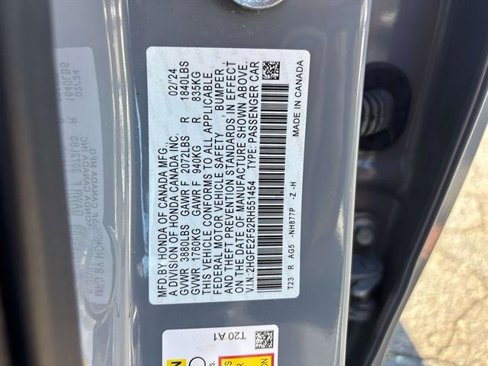 MFD BY HONDA OF CANADA MFG. 02/24
A DIVISION OF HONDA CANADA INC.
GVWR 3800LBS GAWR F 2072LBS R 1840LBS
GVWR 1760KG GAWR F 940KG R 835KG
THIS VEHICLE CONFORMS TO ALL APPLICABLE
FEDERAL MOTOR VEHICLE SAFETY , BUMPER,
AND THEFT PREVENTION STANDARDS IN EFFECT
ON THE DATE OF MANUFACTURE SHOWN ABOVE.
V.I.N.:2HGFE2F52RH551454 TYPE: PASSENGER CAR
T23 R AG5 -NH877P -Z -H MADE IN CANADA
T20 A1